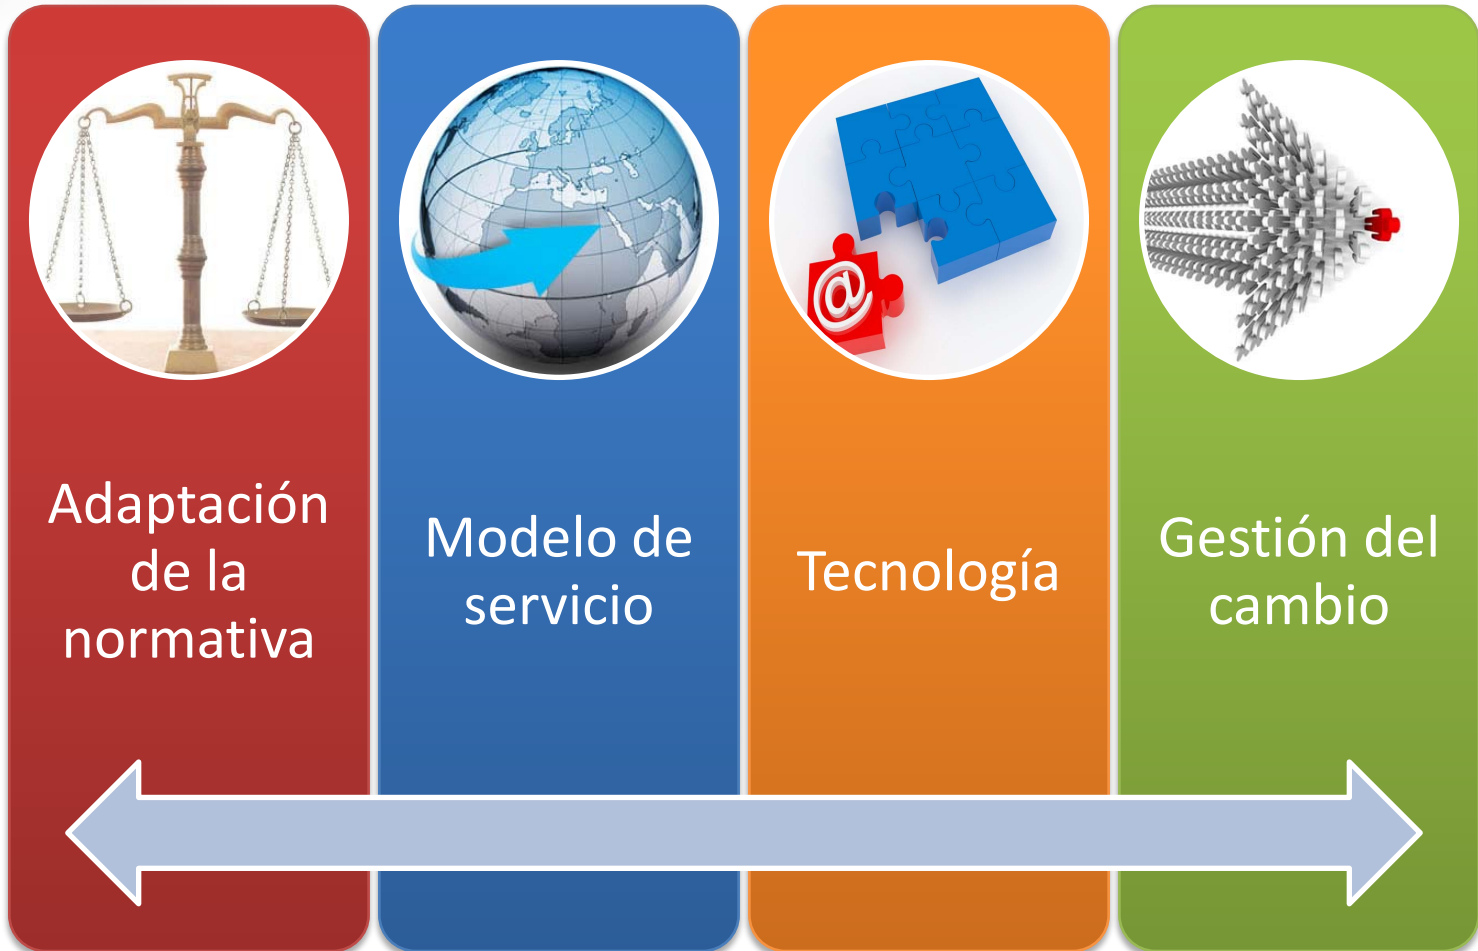 Adaptación
de la
normativa
Modelo de
servicio
Tecnología
Gestión del
cambio
@